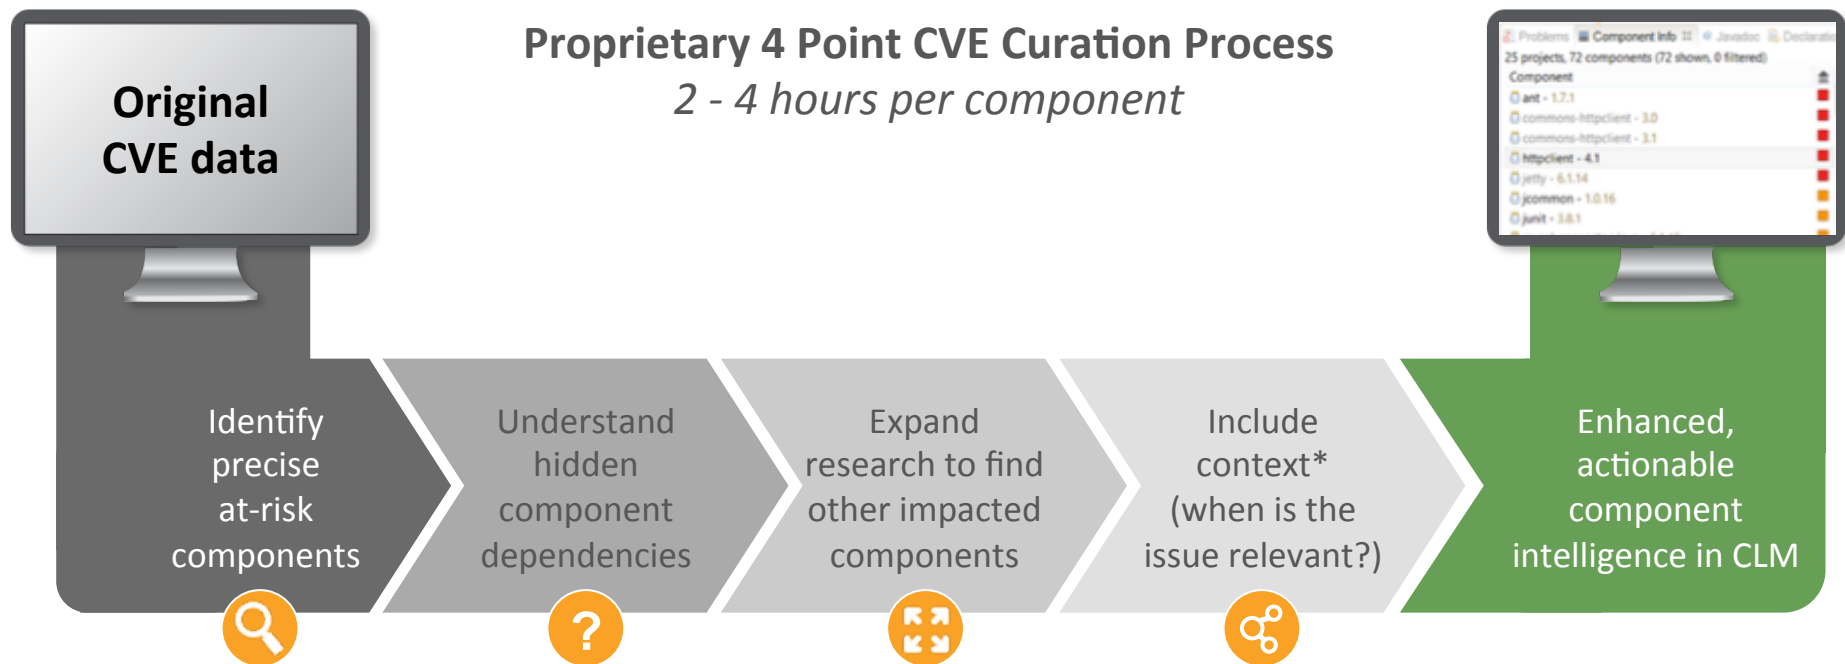 Proprietary 4 Point CVE Curation Process
2 - 4 hours per component
Original
CVE data
Problems Component Info Javadoc Declaratio
25 projects, 72 components (72 shown, 0 filtered)
Component
ant - 1.7.1
commons-httpclient - 3.0
commons-httpclient - 3.1
httpclient - 4.1
jetty - 6.1.14
jcommon - 1.0.16
junit - 3.8.1
Identify
precise
at-risk
components
Understand
hidden
component
dependencies
Expand
research to find
other impacted
components
Include
context*
(when is the
issue relevant?)
Enhanced,
actionable
component
intelligence in CLM
?